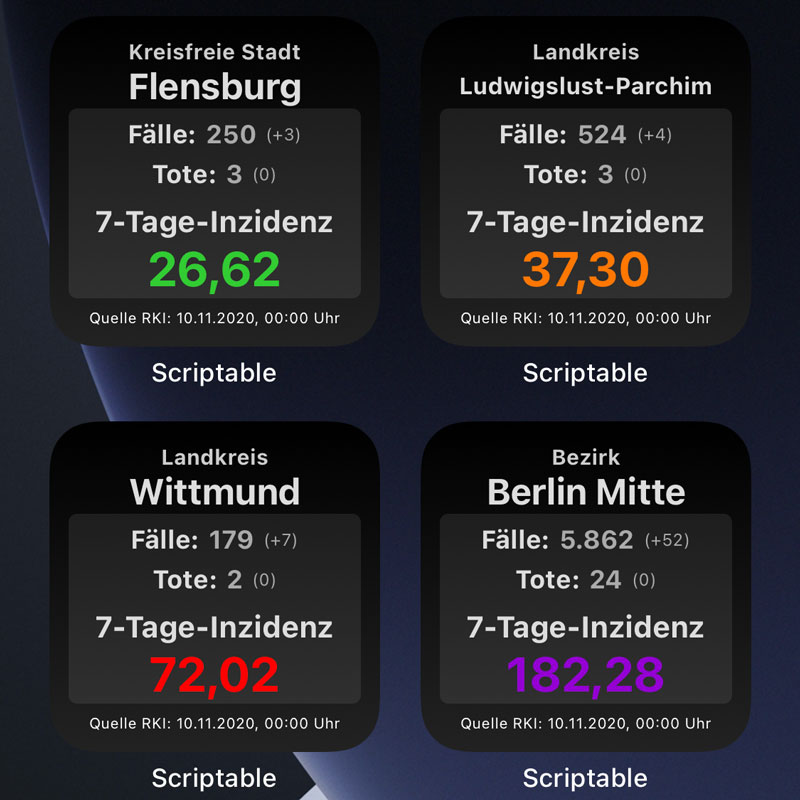 Kreisfreie Stadt
Flensburg
Fälle: 250 (+3)
Tote: 3 (0)
7-Tage-Inzidenz
26,62
Quelle RKI: 10.11.2020, 00:00 Uhr
Scriptable
Landkreis
Ludwigslust-Parchim
Fälle: 524 (+4)
Tote: 3 (0)
7-Tage-Inzidenz
37,30
Quelle RKI: 10.11.2020, 00:00 Uhr
Scriptable
Landkreis
Wittmund
Fälle: 179 (+7)
Tote: 2 (0)
7-Tage-Inzidenz
72,02
Quelle RKI: 10.11.2020, 00:00 Uhr
Scriptable
Bezirk
Berlin Mitte
Fälle: 5.862 (+52)
Tote: 24 (0)
7-Tage-Inzidenz
182,28
Quelle RKI: 10.11.2020, 00:00 Uhr
Scriptable